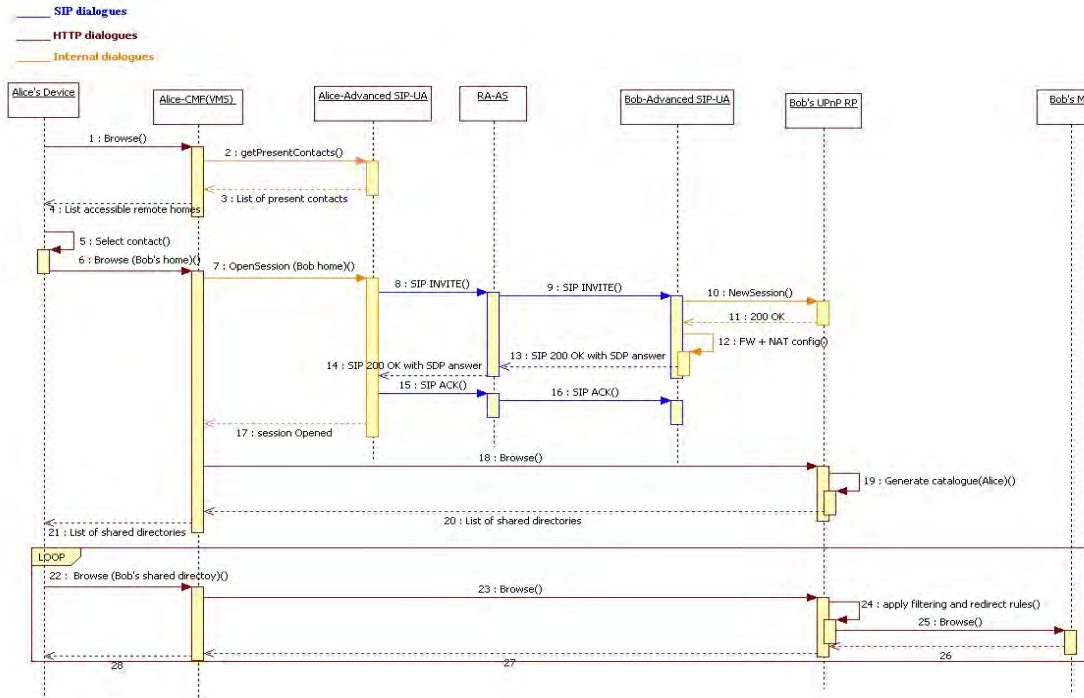 SIP dialogues
HTTP dialogues
Internal dialogues
Alice's Device
Alice-CMF(VMS)
Alice-Advanced SIP-UA
RA-AS
Bob-Advanced SIP-UA
Bob's UPnP RP
Bob's M
1 : Browse()
2 : getPresentContacts()
3 : List of present contacts
4 : List accessible remote homes
5 : Select contact()
6 : Browse (Bob's home)()
7 : OpenSession (Bob home)()
8 : SIP INVITE()
9 : SIP INVITE()
10 : NewSession()
11 : 200 OK
12 : FW + NAT config()
13 : SIP 200 OK with SDP answer
14 : SIP 200 OK with SDP answer
15 : SIP ACK()
16 : SIP ACK()
17 : session Opened
18 : Browse()
19 : Generate catalogue(Alice)()
20 : List of shared directories
21 : List of shared directories
LOOP
22 : Browse (Bob's shared directoy)()
23 : Browse()
24 : apply filtering and redirect rules()
25 : Browse()
26
27
28